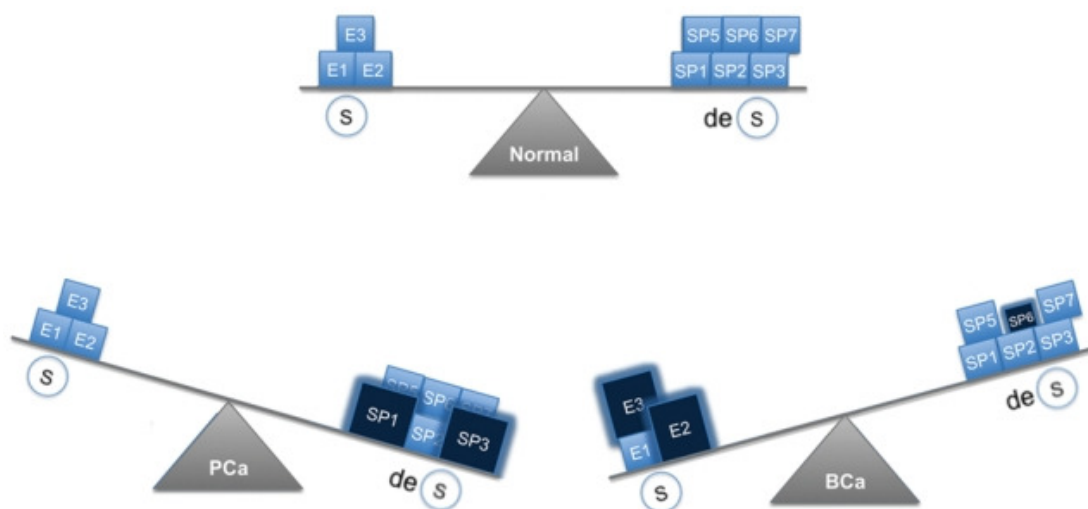 E3
E1 E2
S
SP5 SP6 SP7
SP1 SP2 SP3
de S
Normal
E3
E1 E2
S
SP1 SP3
de S
PCa
E3
E1 E2
S
SP5 SP6 SP7
SP1 SP2 SP3
de S
BCa